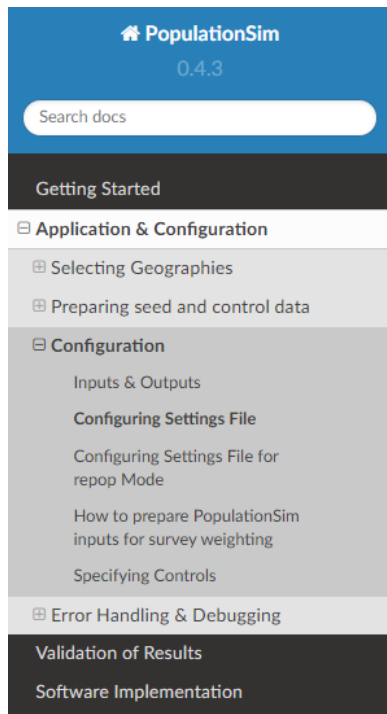 PopulationSim
0.4.3
Search docs
Getting Started
Application & Configuration
Selecting Geographies
Preparing seed and control data
Configuration
Inputs & Outputs
Configuring Settings File
Configuring Settings File for
repop Mode
How to prepare PopulationSim
inputs for survey weighting
Specifying Controls
Error Handling & Debugging
Validation of Results
Software Implementation